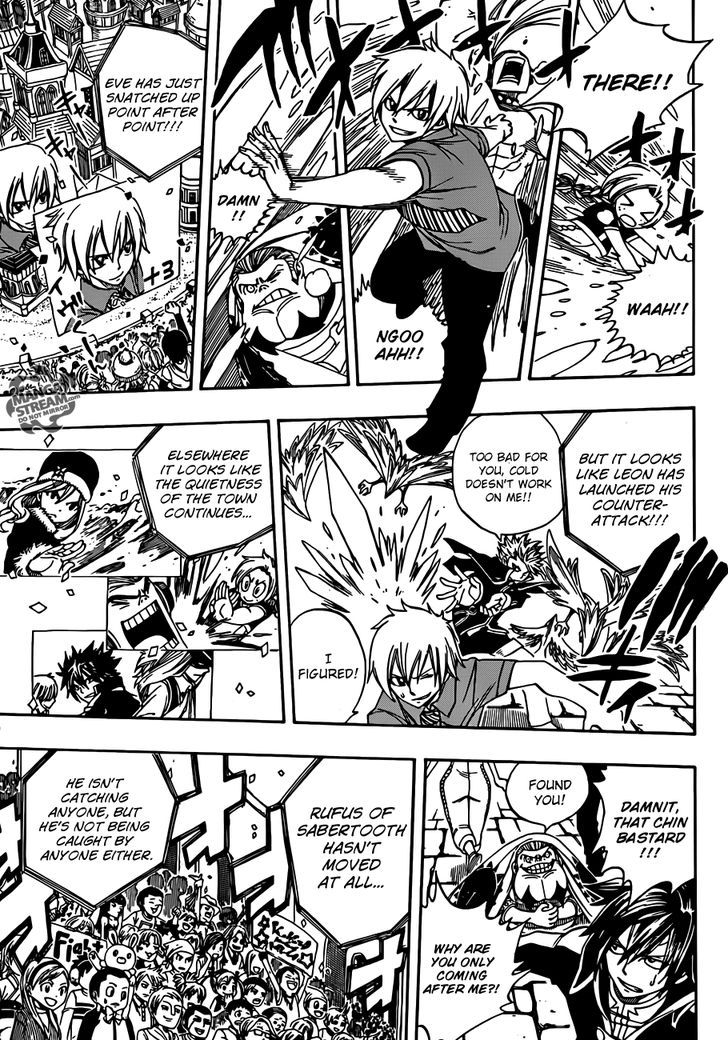 THERE!!
WAAH!!
NGOO
AHH!!
DAMN
!!
EVE HAS JUST
SNATCHED UP
POINT AFTER
POINT!!!
+3
MANGA
STREAM.com
DO NOT MIRROR
BUT IT LOOKS
LIKE LEON HAS
LAUNCHED HIS
COUNTER-
ATTACK!!!
TOO BAD FOR
YOU, COLD
DOESN'T WORK
ON ME!!
I
FIGURED!
ELSEWHERE
IT LOOKS LIKE
THE QUIETNESS
OF THE TOWN
CONTINUES...
DAMNIT,
THAT CHIN
BASTARD
!!!
FOUND
YOU!
WHY ARE
YOU ONLY
COMING
AFTER ME?!
RUFUS OF
SABERTOOTH
HASN'T
MOVED
AT ALL...
HE ISN'T
CATCHING
ANYONE, BUT
HE'S NOT BEING
CAUGHT BY
ANYONE EITHER.
Fight